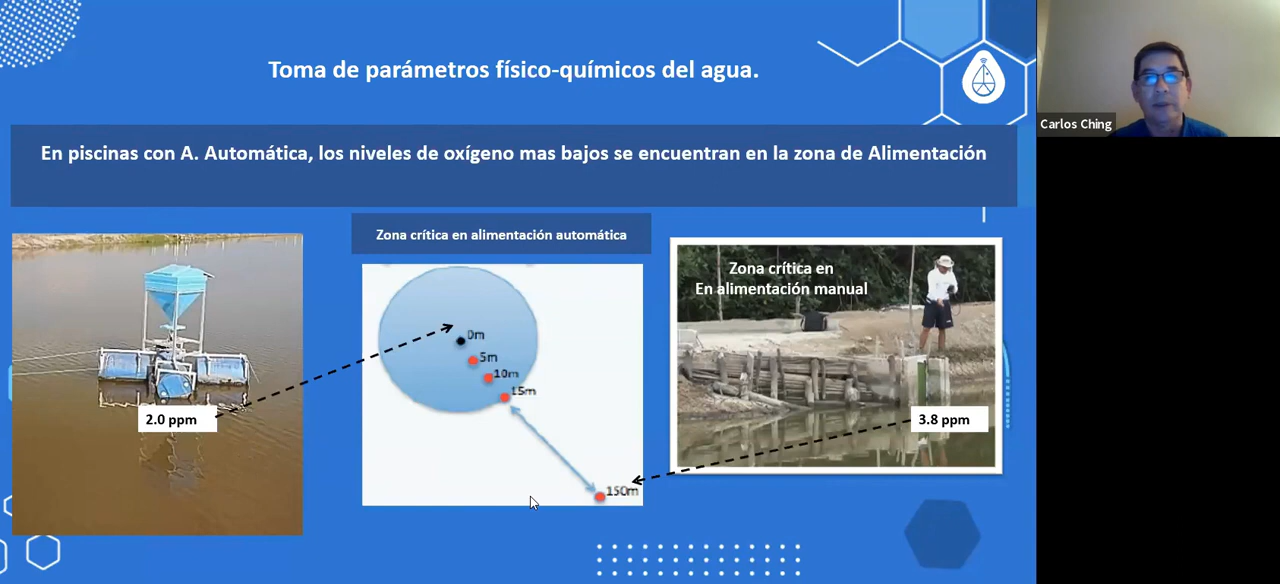 Toma de parámetros físico-químicos del agua.
Carlos Ching
En piscinas con A. Automática, los niveles de oxígeno mas bajos se encuentran en la zona de Alimentación
Zona crítica en alimentación automática
Zona crítica en
En alimentación manual
0m
5m
10m
15m
2.0 ppm
3.8 ppm
150m